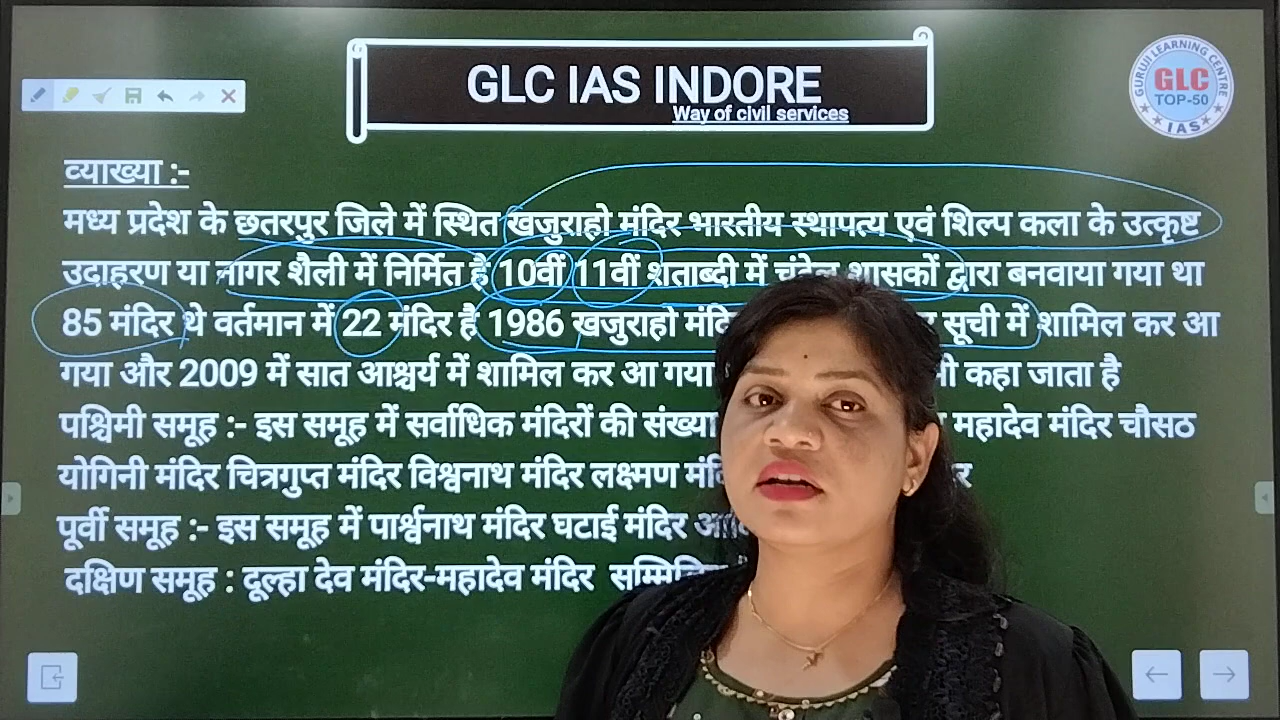 GLC IAS INDORE
Way of civil services
GURUJI LEARNING CENTRE
GLC
TOP-50
IAS
व्याख्या :-
मध्य प्रदेश के छतरपुर जिले में स्थित खजुराहो मंदिर भारतीय स्थापत्य एवं शिल्प कला के उत्कृष्ट
उदाहरण या नागर शैली में निर्मित है 10वीं 11वीं शताब्दी में चंदेल शासकों द्वारा बनवाया गया था
85 मंदिर थे वर्तमान में 22 मंदिर है 1986 खजुराहो सूची में शामिल कर आ
गया और 2009 में सात आश्चर्य में शामिल कर आ गया कहा जाता है
पश्चिमी समूह :- इस समूह में सर्वाधिक मंदिरों की संख्या महादेव मंदिर चौसठ
योगिनी मंदिर चित्रगुप्त मंदिर विश्वनाथ मंदिर लक्ष्मण
पूर्वी समूह :- इस समूह में पार्श्वनाथ मंदिर घटाई मंदिर
दक्षिण समूह : दूल्हा देव मंदिर-महादेव मंदिर